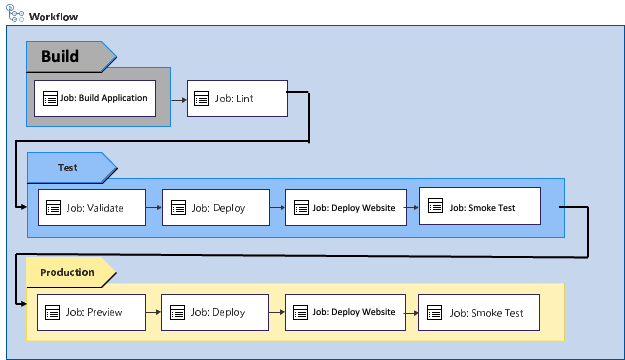 Workflow
Build
Job: Build Application
Job: Lint
Test
Job: Validate
Job: Deploy
Job: Deploy Website
Job: Smoke Test
Production
Job: Preview
Job: Deploy
Job: Deploy Website
Job: Smoke Test